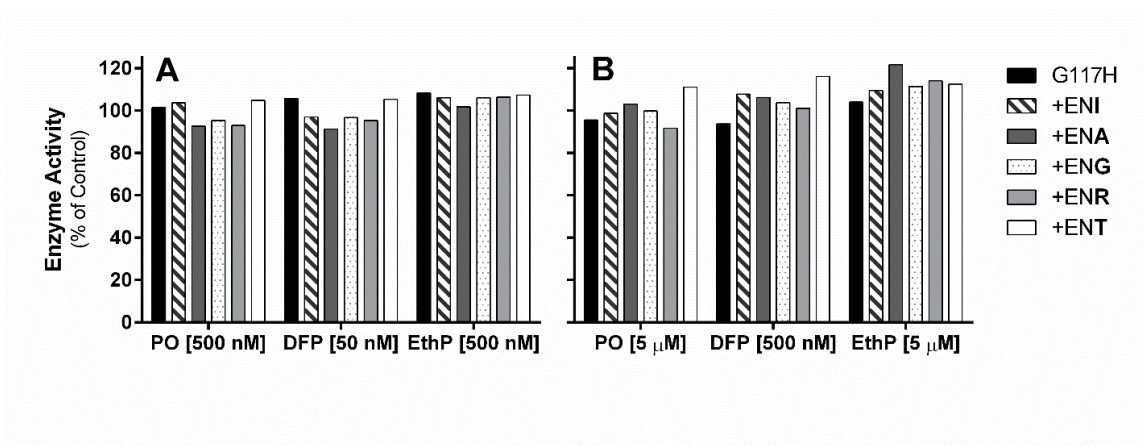 A
B
Enzyme Activity
(% of Control)
120
100
80
60
40
20
0
PO [500 nM] DFP [50 nM] EthP [500 nM]
PO [5 μM] DFP [500 nM] EthP [5 μM]
G117H
+ENI
+ENA
+ENG
+ENR
+ENT